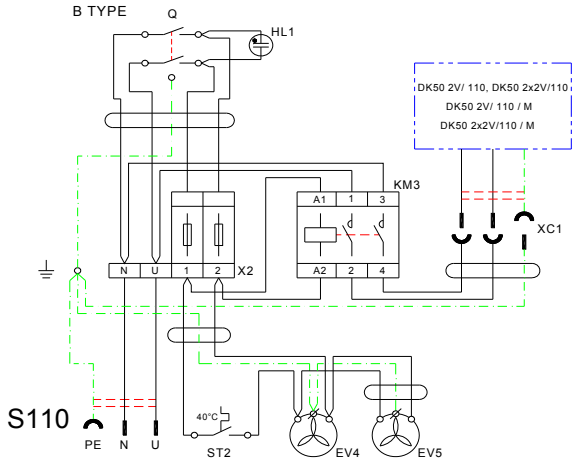 B TYPE
Q
HL1
DK50 2V/ 110, DK50 2x2V/110
DK50 2V/ 110 / M
DK50 2x2V/110 / M
KM3
A1 1 3
XC1
N U 1 2
X2
A2 2 4
S110
PE N U
40°C
ST2
EV4
EV5